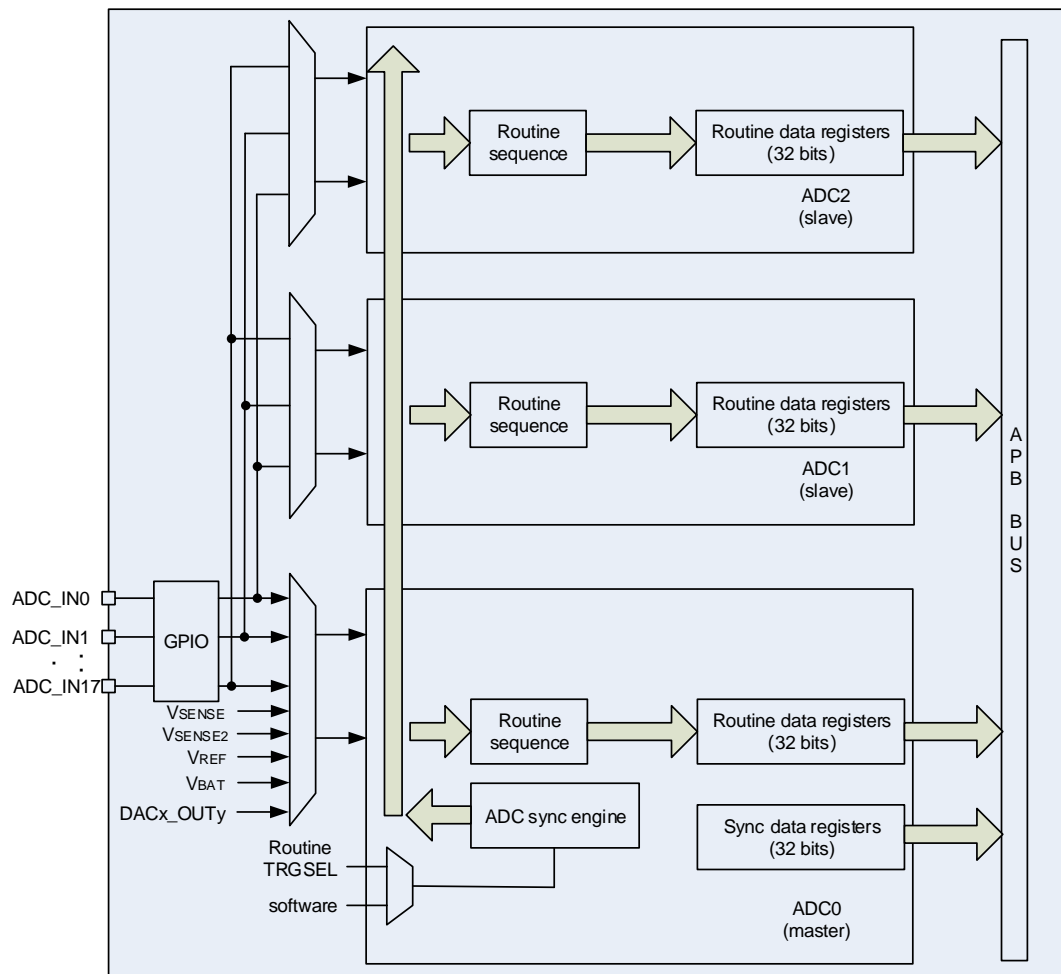 Routine
sequence
Routine data registers
(32 bits)
ADC2
(slave)
Routine
sequence
Routine data registers
(32 bits)
ADC1
(slave)
APB BUS
ADC_IN0
ADC_IN1
GPIO
ADC_IN17
VSENSE
VSENSE2
VREF
VBAT
DACx_OUTy
Routine
sequence
Routine data registers
(32 bits)
ADC sync engine
Sync data registers
(32 bits)
Routine
TRGSEL
software
ADC0
(master)